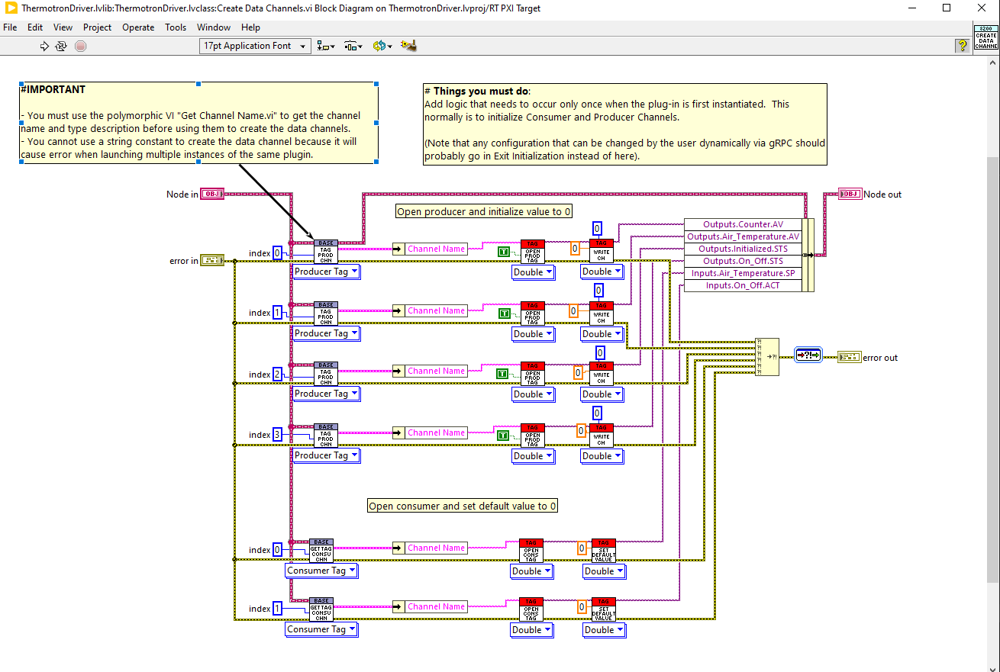 ThermotronDriver.lvlib:ThermotronDriver.lvclass:Create Data Channels.vi Block Diagram on ThermotronDriver.lvproj/RT PXI Target
File Edit View Project Operate Tools Window Help
17pt Application Font
?
8200
CREATE
DATA
CHANNE
#IMPORTANT
- You must use the polymorphic VI "Get Channel Name.vi" to get the channel
name and type description before using them to create the data channels.
- You cannot use a string constant to create the data channel because it will
cause error when launching multiple instances of the same plugin.
# Things you must do:
Add logic that needs to occur only once when the plug-in is first instantiated. This
normally is to initialize Consumer and Producer Channels.
(Note that any configuration that can be changed by the user dynamically via gRPC should
probably go in Exit Initialization instead of here).
Node in OBJ
OBJ Node out
Open producer and initialize value to 0
Outputs.Counter.AV
Outputs.Air_Temperature.AV
Outputs.Initialized.STS
Outputs.On_Off.STS
Inputs.Air_Temperature.SP
Inputs.On_Off.ACT
error in
index 0
BASE
TAG
PROD
CHN
Producer Tag
Channel Name
T
TAG
OPEN
PROD
TAG
Double
0
0
TAG
WRITE
CH
Double
index 1
BASE
TAG
PROD
CHN
Producer Tag
Channel Name
T
TAG
OPEN
PROD
TAG
Double
0
0
TAG
WRITE
CH
Double
?!
?!
?!
?!
?!
?!
?!
?!
error out
index 2
BASE
TAG
PROD
CHN
Producer Tag
Channel Name
T
TAG
OPEN
PROD
TAG
Double
0
0
TAG
WRITE
CH
Double
index 3
BASE
TAG
PROD
CHN
Producer Tag
Channel Name
T
TAG
OPEN
PROD
TAG
Double
0
0
TAG
WRITE
CH
Double
Open consumer and set default value to 0
index 0
BASE
GET TAG
CONSU
CHN
Consumer Tag
Channel Name
TAG
OPEN
CONS
TAG
Double
0
TAG
SET
DEFAULT
VALUE
Double
index 1
BASE
GET TAG
CONSU
CHN
Consumer Tag
Channel Name
TAG
OPEN
CONS
TAG
Double
0
TAG
SET
DEFAULT
VALUE
Double